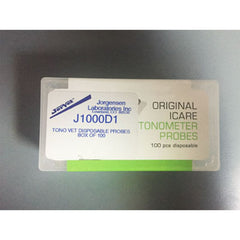 Jorgensen
Laboratories Inc
J1000D1
TONO VET DISPOSABLE PROBES
BOX OF 100
ORIGINAL
ICARE
TONOMETER
PROBES
100 pcs disposable